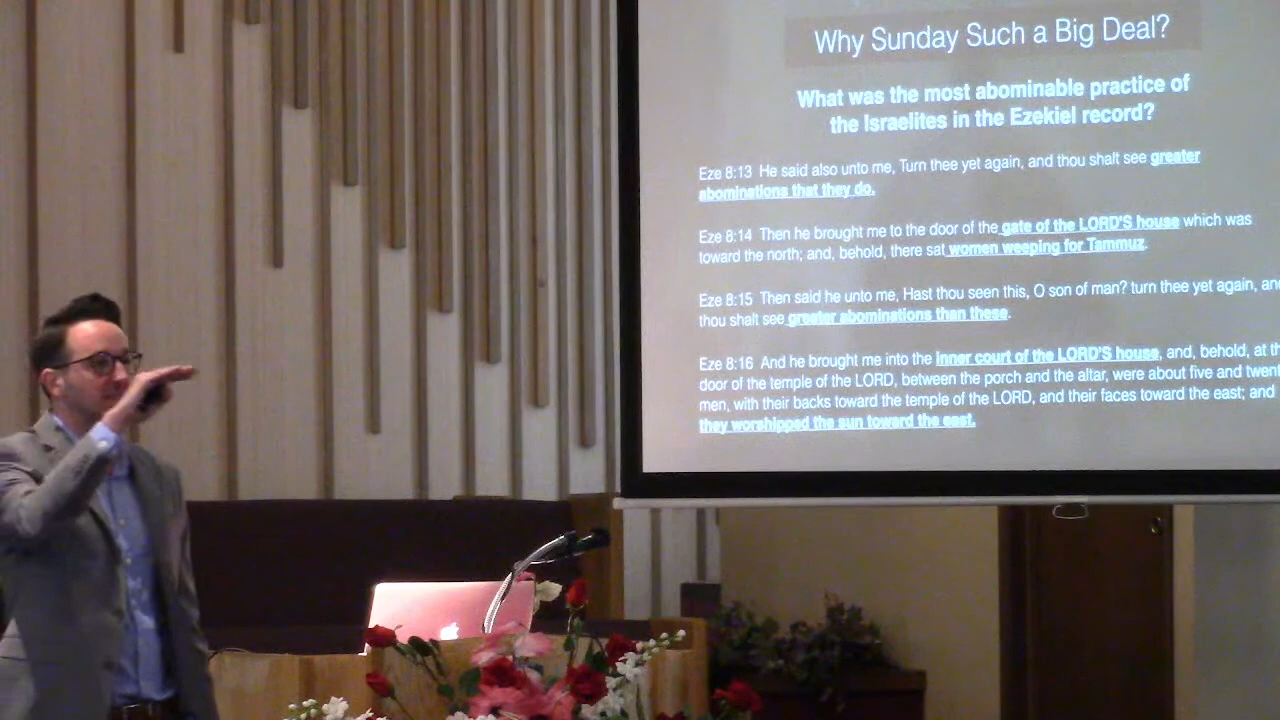 Why Sunday Such a Big Deal?
What was the most abominable practice of
the Israelites in the Ezekiel record?
Eze 8:13 He said also unto me, Turn thee yet again, and thou shalt see greater
abominations that they do.
Eze 8:14 Then he brought me to the door of the gate of the LORD'S house which was
toward the north; and, behold, there sat women weeping for Tammuz.
Eze 8:15 Then said he unto me, Hast thou seen this, O son of man? turn thee yet again, and
thou shalt see greater abominations than these.
Eze 8:16 And he brought me into the inner court of the LORD'S house, and, behold, at th
door of the temple of the LORD, between the porch and the altar, were about five and twent
men, with their backs toward the temple of the LORD, and their faces toward the east; and
they worshipped the sun toward the east.